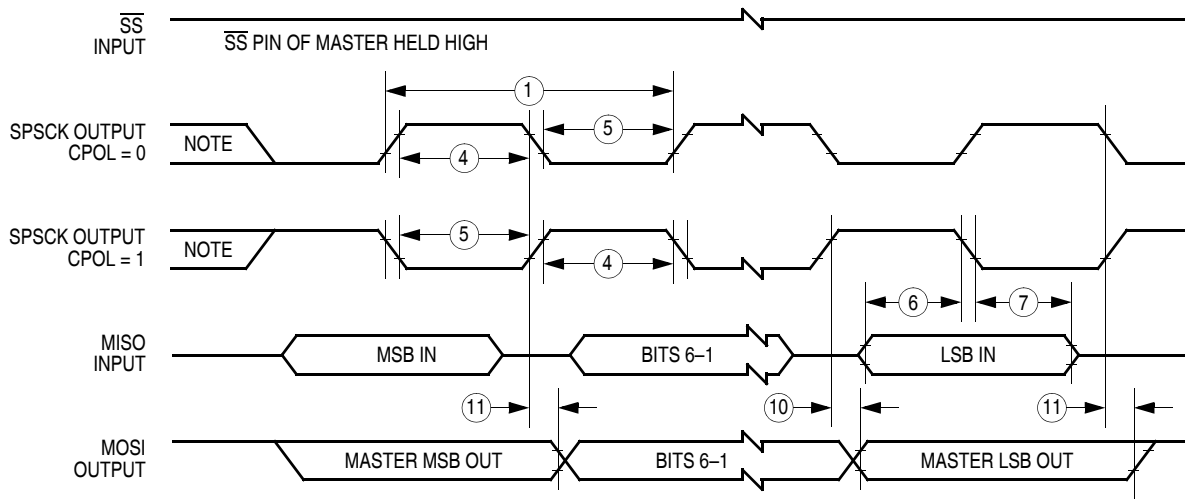 SS
INPUT
SS PIN OF MASTER HELD HIGH
1
SPSCK OUTPUT
CPOL = 0
NOTE
5
4
SPSCK OUTPUT
CPOL = 1
NOTE
5
4
6
7
MISO
INPUT
MSB IN
BITS 6–1
LSB IN
11
10
11
MOSI
OUTPUT
MASTER MSB OUT
BITS 6–1
MASTER LSB OUT